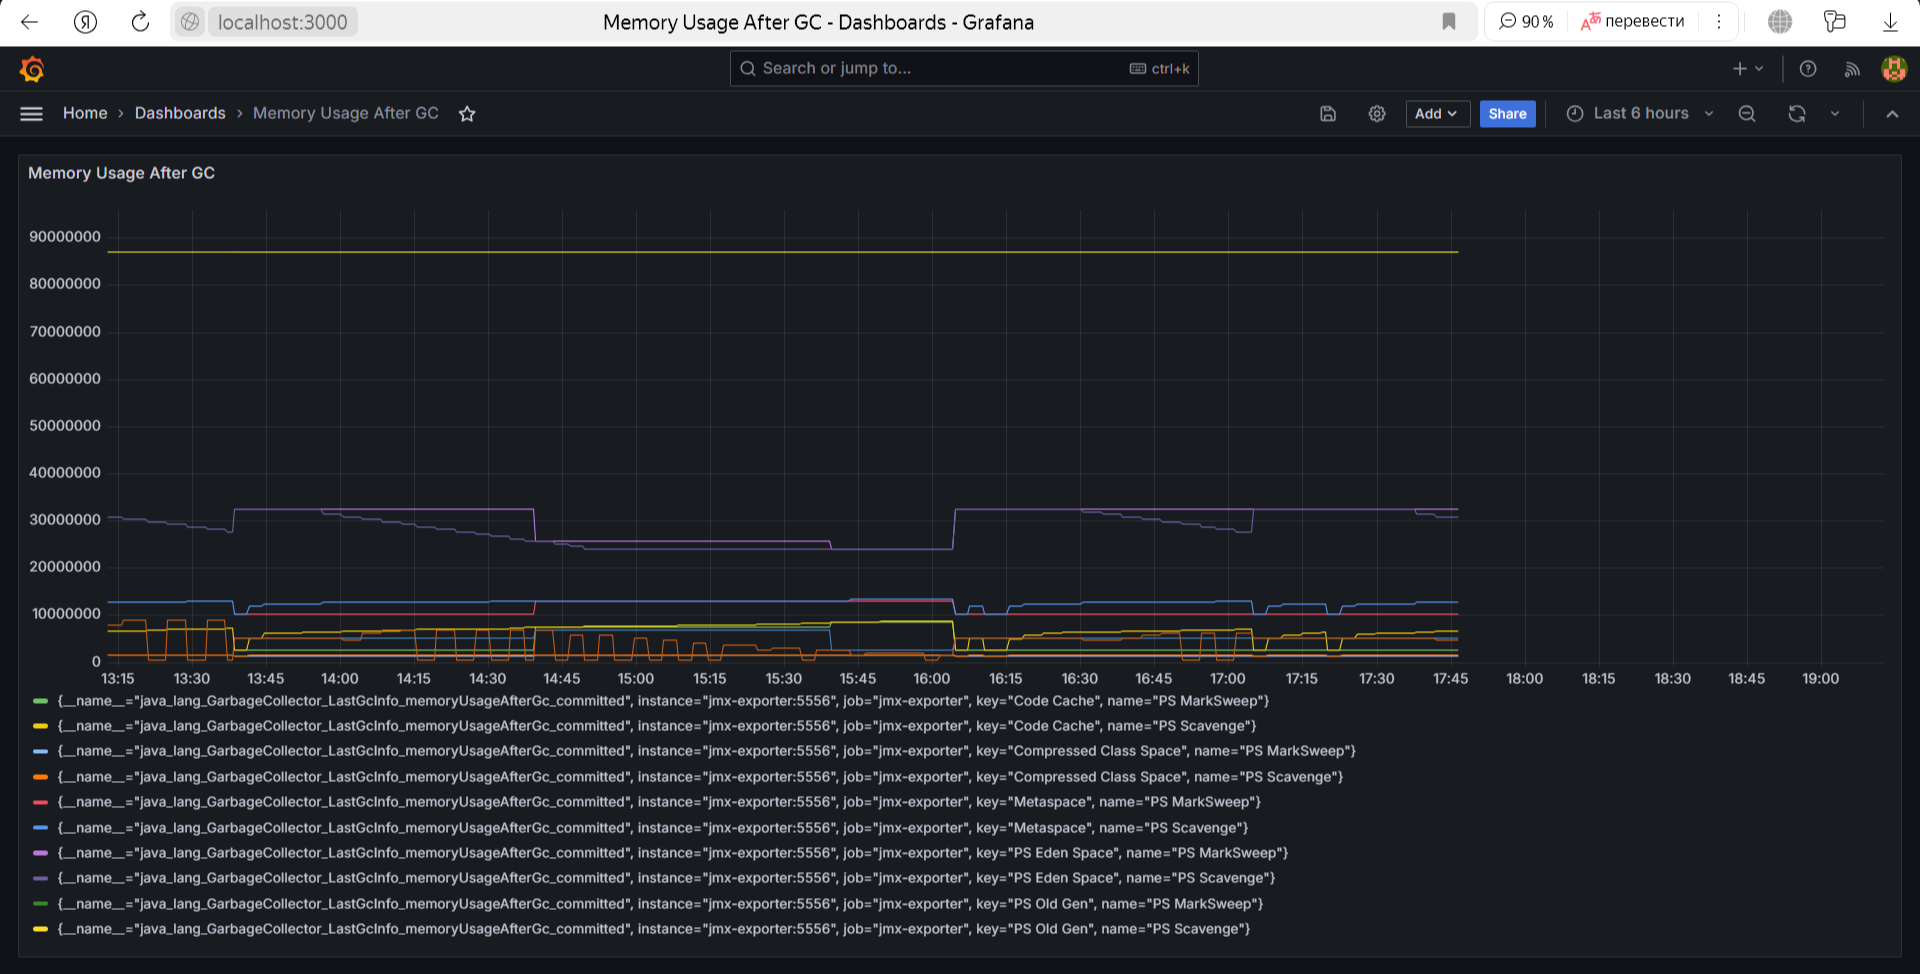 Я localhost:3000 Memory Usage After GC - Dashboards - Grafana 90 % перевести
Search or jump to... ctrl+k
Home Dashboards Memory Usage After GC Add Share Last 6 hours
Memory Usage After GC
90000000
80000000
70000000
60000000
50000000
40000000
30000000
20000000
10000000
0
13:15 13:30 13:45 14:00 14:15 14:30 14:45 15:00 15:15 15:30 15:45 16:00 16:15 16:30 16:45 17:00 17:15 17:30 17:45 18:00 18:15 18:30 18:45 19:00
{__name__="java_lang_GarbageCollector_LastGcInfo_memoryUsageAfterGc_committed", instance="jmx-exporter:5556", job="jmx-exporter", key="Code Cache", name="PS MarkSweep"}
{__name__="java_lang_GarbageCollector_LastGcInfo_memoryUsageAfterGc_committed", instance="jmx-exporter:5556", job="jmx-exporter", key="Code Cache", name="PS Scavenge"}
{__name__="java_lang_GarbageCollector_LastGcInfo_memoryUsageAfterGc_committed", instance="jmx-exporter:5556", job="jmx-exporter", key="Compressed Class Space", name="PS MarkSweep"}
{__name__="java_lang_GarbageCollector_LastGcInfo_memoryUsageAfterGc_committed", instance="jmx-exporter:5556", job="jmx-exporter", key="Compressed Class Space", name="PS Scavenge"}
{__name__="java_lang_GarbageCollector_LastGcInfo_memoryUsageAfterGc_committed", instance="jmx-exporter:5556", job="jmx-exporter", key="Metaspace", name="PS MarkSweep"}
{__name__="java_lang_GarbageCollector_LastGcInfo_memoryUsageAfterGc_committed", instance="jmx-exporter:5556", job="jmx-exporter", key="Metaspace", name="PS Scavenge"}
{__name__="java_lang_GarbageCollector_LastGcInfo_memoryUsageAfterGc_committed", instance="jmx-exporter:5556", job="jmx-exporter", key="PS Eden Space", name="PS MarkSweep"}
{__name__="java_lang_GarbageCollector_LastGcInfo_memoryUsageAfterGc_committed", instance="jmx-exporter:5556", job="jmx-exporter", key="PS Eden Space", name="PS Scavenge"}
{__name__="java_lang_GarbageCollector_LastGcInfo_memoryUsageAfterGc_committed", instance="jmx-exporter:5556", job="jmx-exporter", key="PS Old Gen", name="PS MarkSweep"}
{__name__="java_lang_GarbageCollector_LastGcInfo_memoryUsageAfterGc_committed", instance="jmx-exporter:5556", job="jmx-exporter", key="PS Old Gen", name="PS Scavenge"}